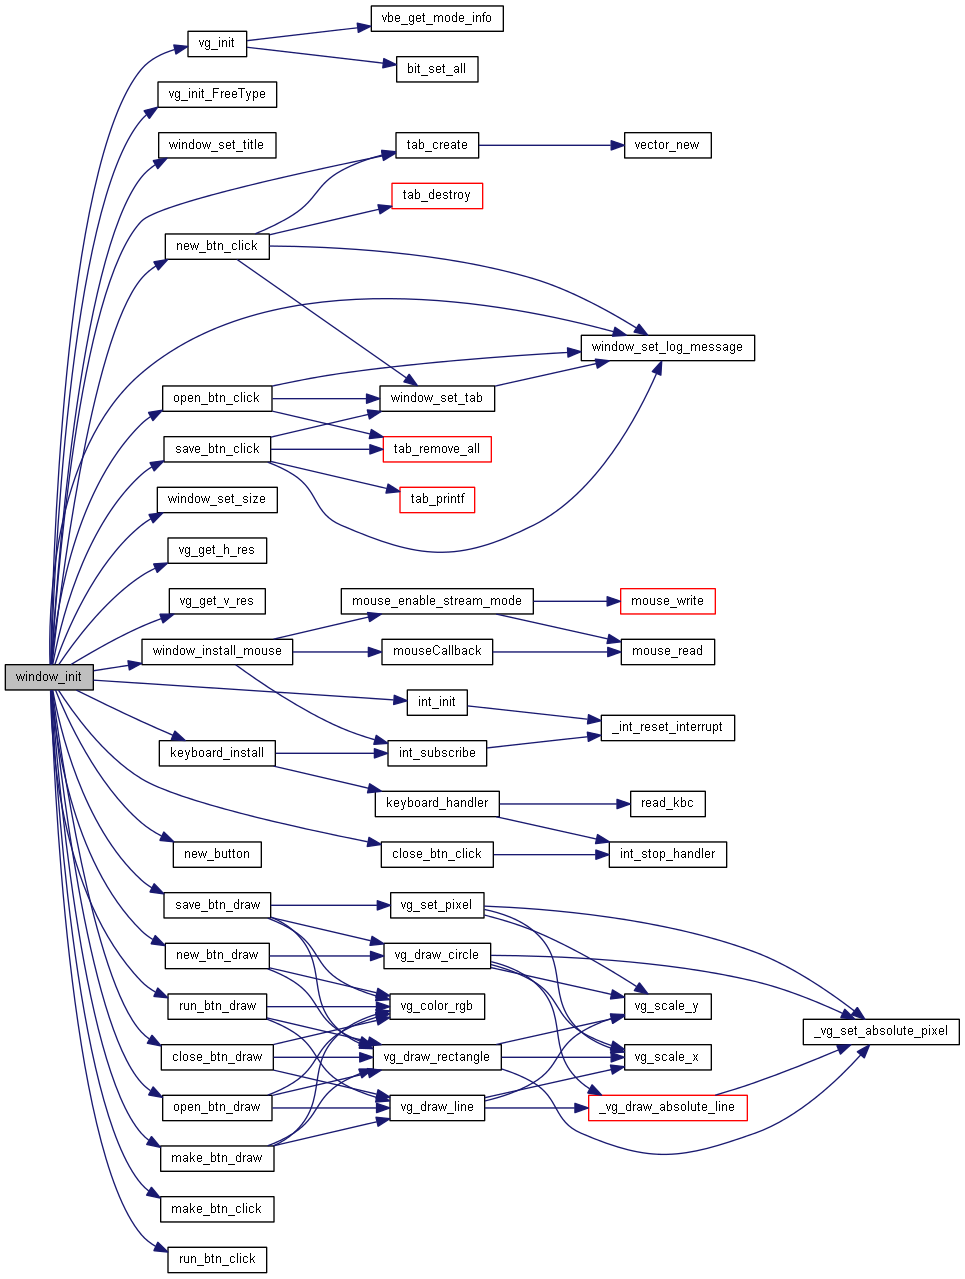 vbe_get_mode_info
vg_init
bit_set_all
vg_init_FreeType
window_set_title
tab_create
vector_new
tab_destroy
new_btn_click
window_set_log_message
open_btn_click
window_set_tab
save_btn_click
tab_remove_all
window_set_size
tab_printf
vg_get_h_res
vg_get_v_res
mouse_enable_stream_mode
mouse_write
window_install_mouse
mouseCallback
mouse_read
window_init
int_init
_int_reset_interrupt
keyboard_install
int_subscribe
keyboard_handler
read_kbc
new_button
close_btn_click
int_stop_handler
save_btn_draw
vg_set_pixel
new_btn_draw
vg_draw_circle
run_btn_draw
vg_color_rgb
vg_scale_y
_vg_set_absolute_pixel
close_btn_draw
vg_draw_rectangle
vg_scale_x
open_btn_draw
vg_draw_line
_vg_draw_absolute_line
make_btn_draw
make_btn_click
run_btn_click